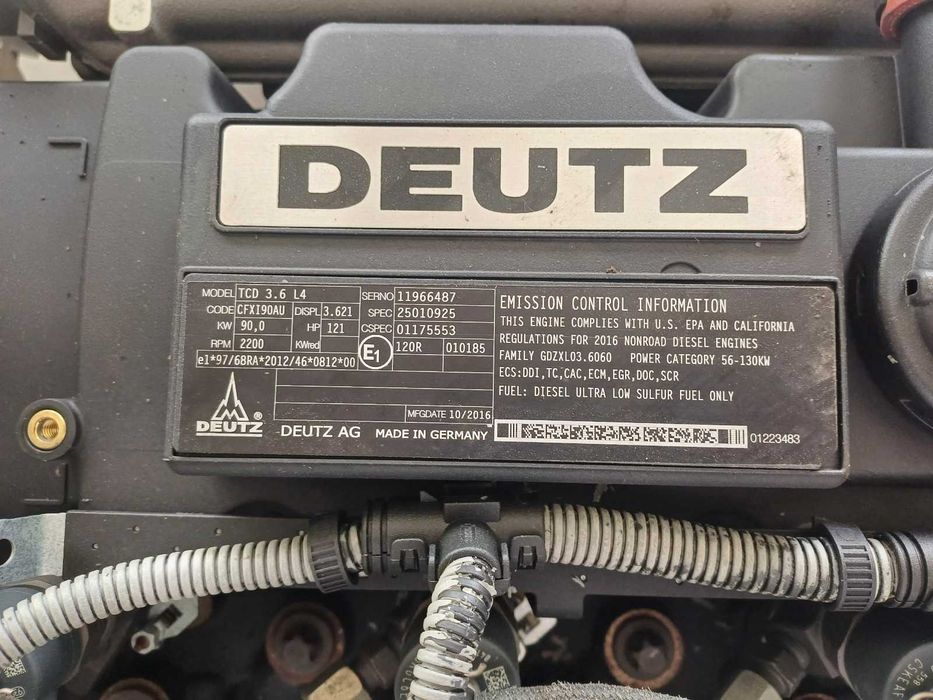 DEUTZ
MODEL TCD 3.6 L4
CODE CFXI90AU DISPL 3.621
KW 90,0 HP 121
RPM 2200 KWred
e1*97/68RA*2012/46*0812*00
SERNO 11966487
SPEC 25010925
CSPEC 01175553
E1 120R 010185
MFGDATE 10/2016
DEUTZ ®
DEUTZ AG MADE IN GERMANY
EMISSION CONTROL INFORMATION
THIS ENGINE COMPLIES WITH U.S. EPA AND CALIFORNIA
REGULATIONS FOR 2016 NONROAD DIESEL ENGINES
FAMILY GDZXL03.6060 POWER CATEGORY 56-130KW
ECS:DDI,TC,CAC,ECM,EGR,DOC,SCR
FUEL: DIESEL ULTRA LOW SULFUR FUEL ONLY
01223483